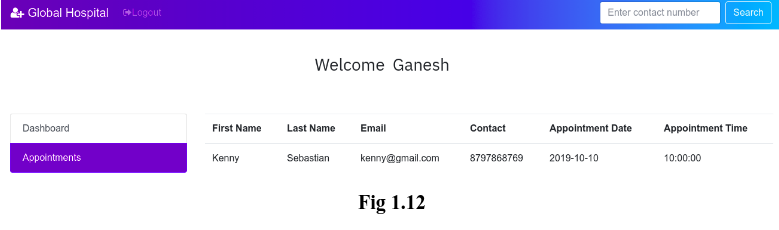 Global Hospital Logout Enter contact number Search
Welcome Ganesh
Dashboard
Appointments
First Name Last Name Email Contact Appointment Date Appointment Time
Kenny Sebastian kenny@gmail.com 8797868769 2019-10-10 10:00:00
Fig 1.12